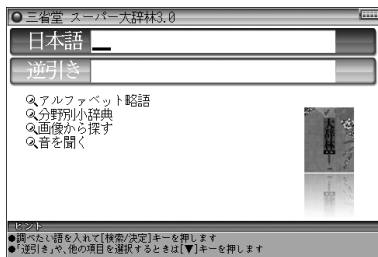 三省堂 スーパー大辞林3.0
日本語
逆引き
アルファベット略語
分野別小辞典
画像から探す
音を聞く
大辞林
ヒント
●調べたい語を入れて[検索/決定]キーを押します
●「逆引き」や、他の項目を選択するときは[▼]キーを押します